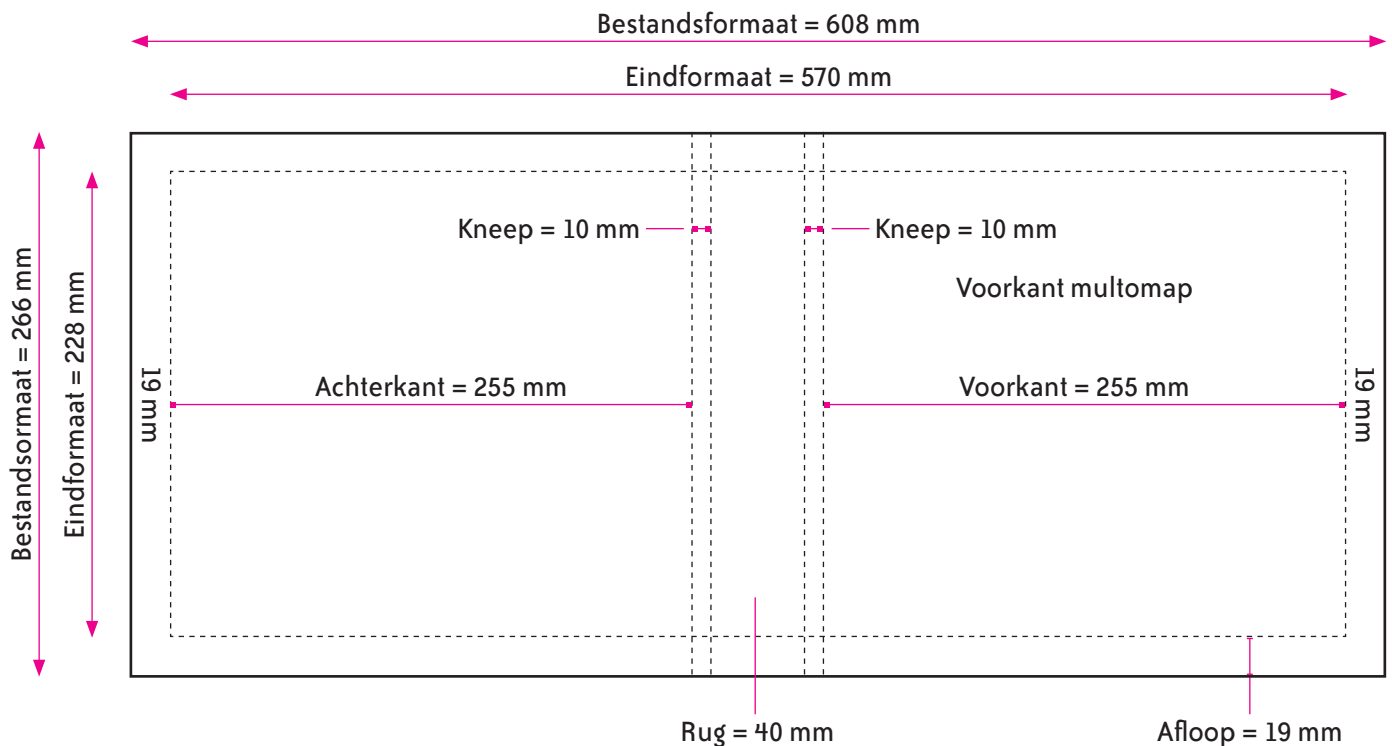 Bestandsformaat = 608 mm
Eindformaat = 570 mm
Bestandsormaat = 266 mm
Eindformaat = 228 mm
Kneep = 10 mm
Kneep = 10 mm
Voorkant multomap
19 mm
Achterkant = 255 mm
Voorkant = 255 mm
19 mm
Rug = 40 mm
Afloop = 19 mm